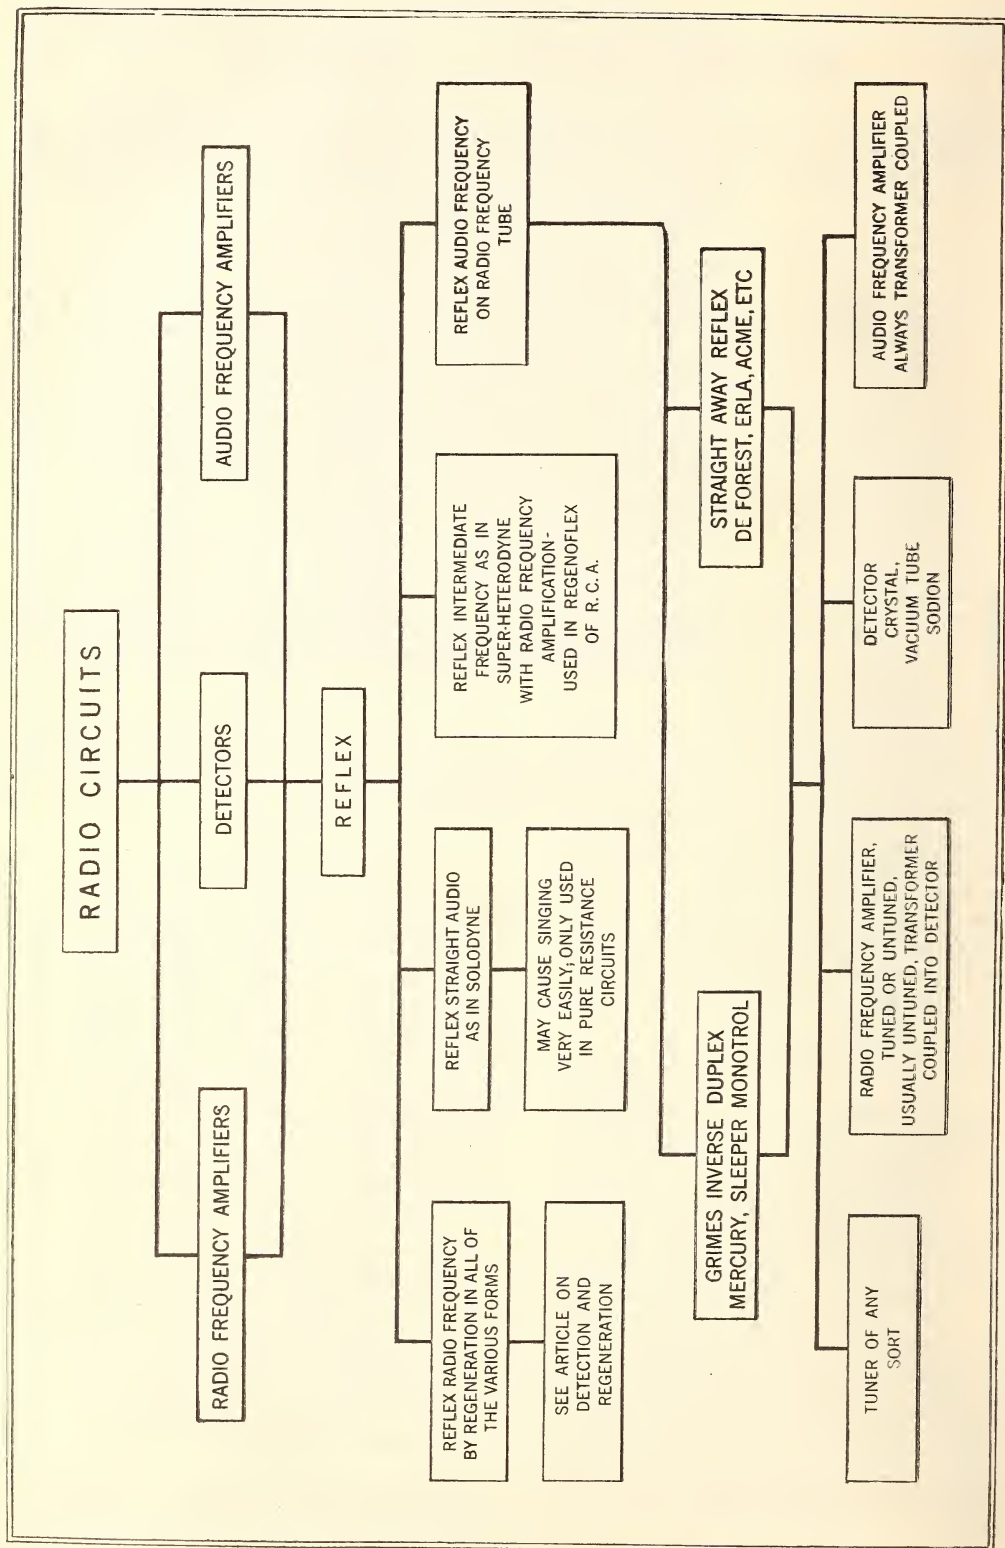 RADIO CIRCUITS
RADIO FREQUENCY AMPLIFIERS
DETECTORS
AUDIO FREQUENCY AMPLIFIERS
REFLEX
REFLEX RADIO FREQUENCY
BY REGENERATION IN ALL OF
THE VARIOUS FORMS
SEE ARTICLE ON
DETECTION AND
REGENERATION
REFLEX STRAIGHT AUDIO
AS IN SOLODYNE
MAY CAUSE SINGING
VERY EASILY; ONLY USED
IN PURE RESISTANCE
CIRCUITS
REFLEX INTERMEDIATE
FREQUENCY AS IN
SUPER-HETERODYNE
WITH RADIO FREQUENCY
AMPLIFICATION-
USED IN REGENOFLEX
OF R.C.A.
REFLEX AUDIO FREQUENCY
ON RADIO FREQUENCY
TUBE
GRIMES INVERSE DUPLEX
MERCURY, SLEEPER MONOTROL
STRAIGHT AWAY REFLEX
DE FOREST, ERLA, ACME, ETC
TUNER OF ANY
SORT
RADIO FREQUENCY AMPLIFIER,
TUNED OR UNTUNED,
USUALLY UNTUNED, TRANSFORMER
COUPLED INTO DETECTOR
DETECTOR
CRYSTAL,
VACUUM TUBE
SODION
AUDIO FREQUENCY AMPLIFIER
ALWAYS TRANSFORMER COUPLED